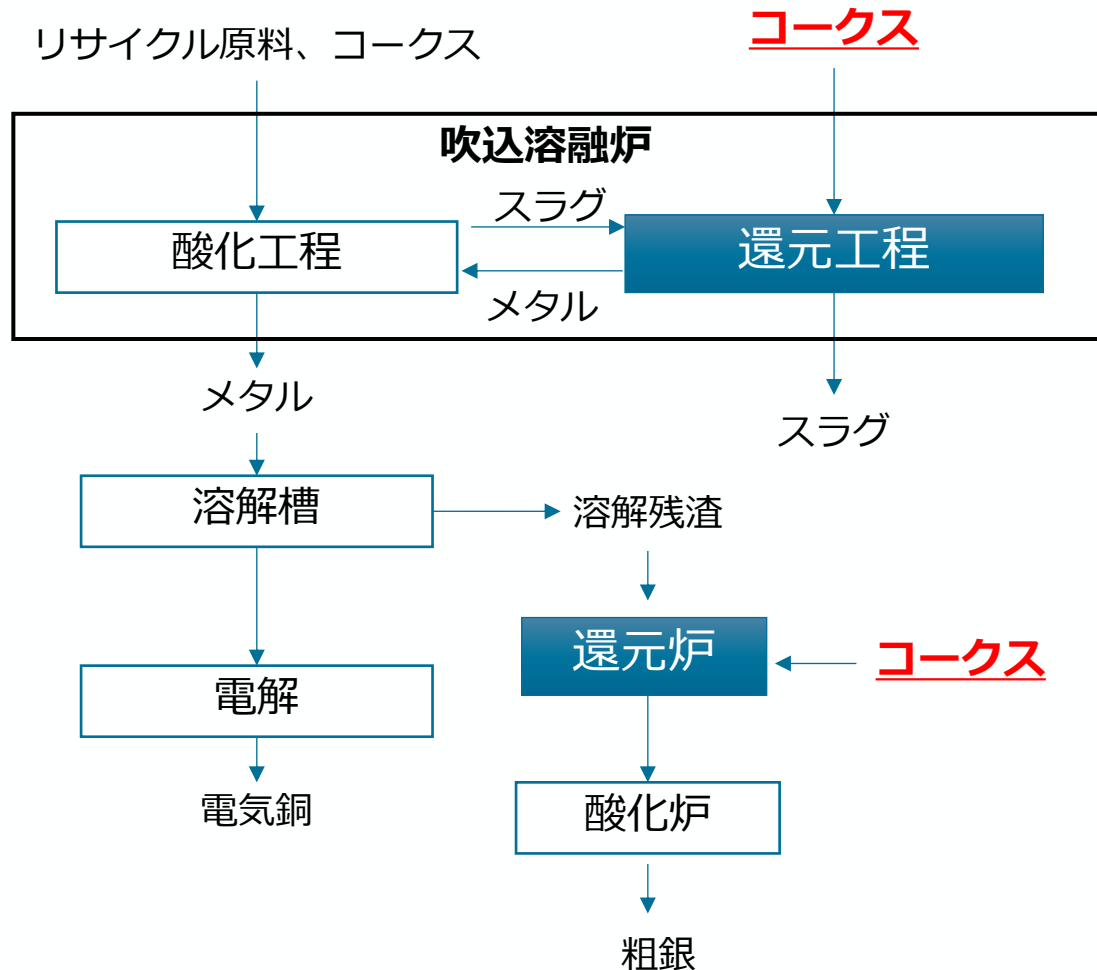 リサイクル原料、コークス
コークス
吹込溶融炉
スラグ
酸化工程
還元工程
メタル
メタル
スラグ
溶解槽
溶解残渣
還元炉
コークス
電解
電気銅
酸化炉
粗銀